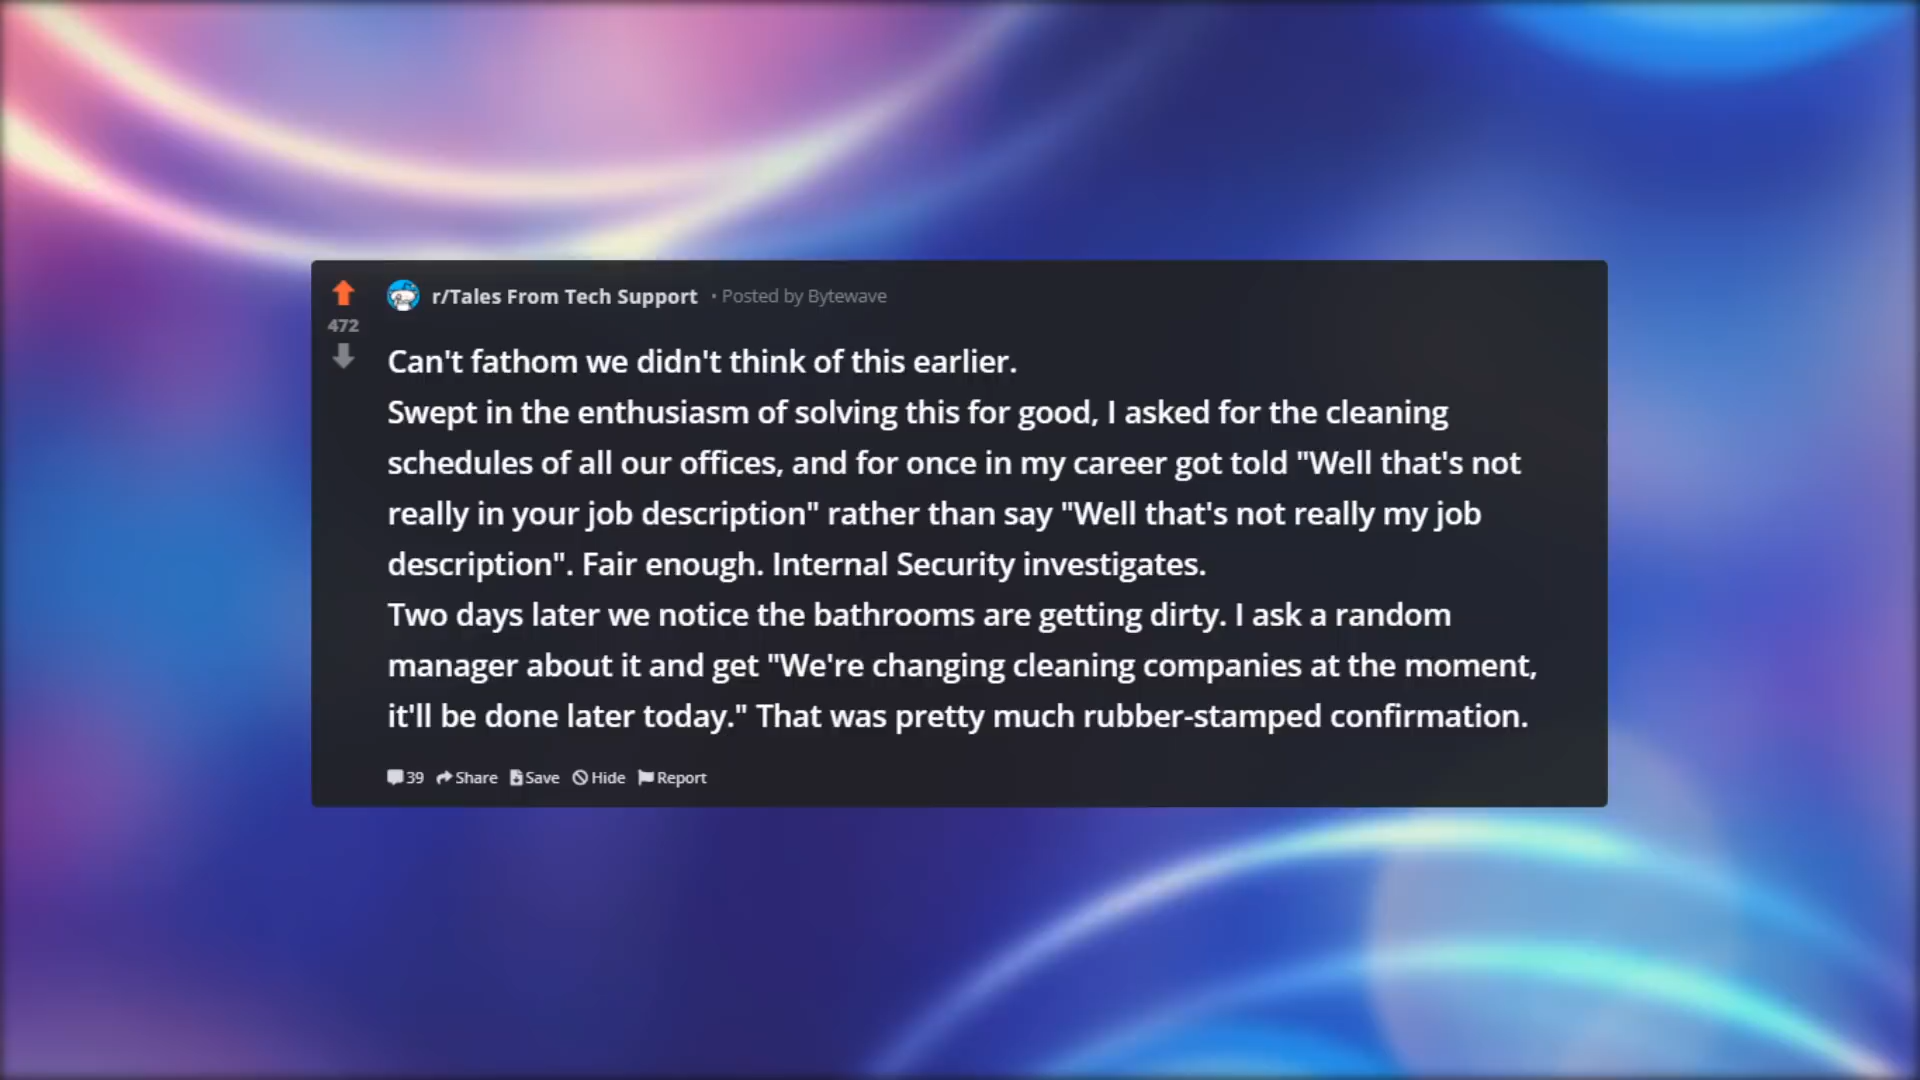 r/Tales From Tech Support • Posted by Bytewave
472
Can't fathom we didn't think of this earlier.
Swept in the enthusiasm of solving this for good, I asked for the cleaning
schedules of all our offices, and for once in my career got told "Well that's not
really in your job description" rather than say "Well that's not really my job
description". Fair enough. Internal Security investigates.
Two days later we notice the bathrooms are getting dirty. I ask a random
manager about it and get "We're changing cleaning companies at the moment,
it'll be done later today." That was pretty much rubber-stamped confirmation.
39 Share Save Hide Report